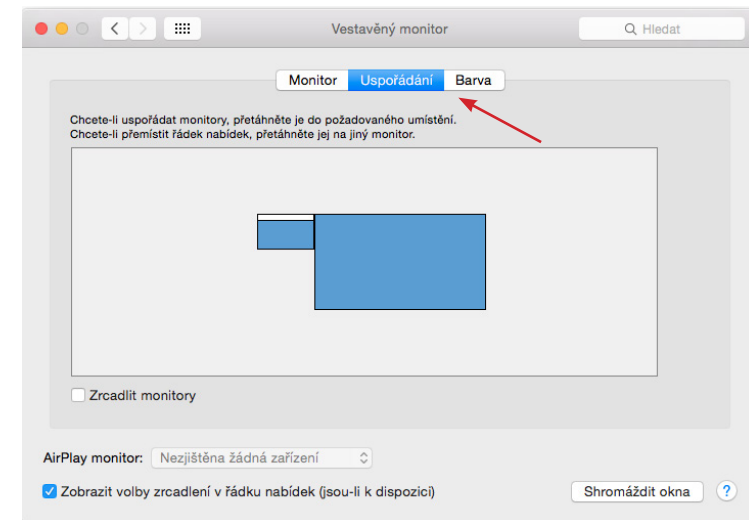 Vestavěný monitor
Hledat
Monitor Uspořádání Barva
Chcete-li uspořádat monitory, přetáhněte je do požadovaného umístění.
Chcete-li přemístit řádek nabídek, přetáhněte jej na jiný monitor.
Zrcadlit monitory
AirPlay monitor: Nezjištěna žádná zařízení
Zobrazit volby zrcadlení v řádku nabídek (jsou-li k dispozici)
Shromáždit okna ?